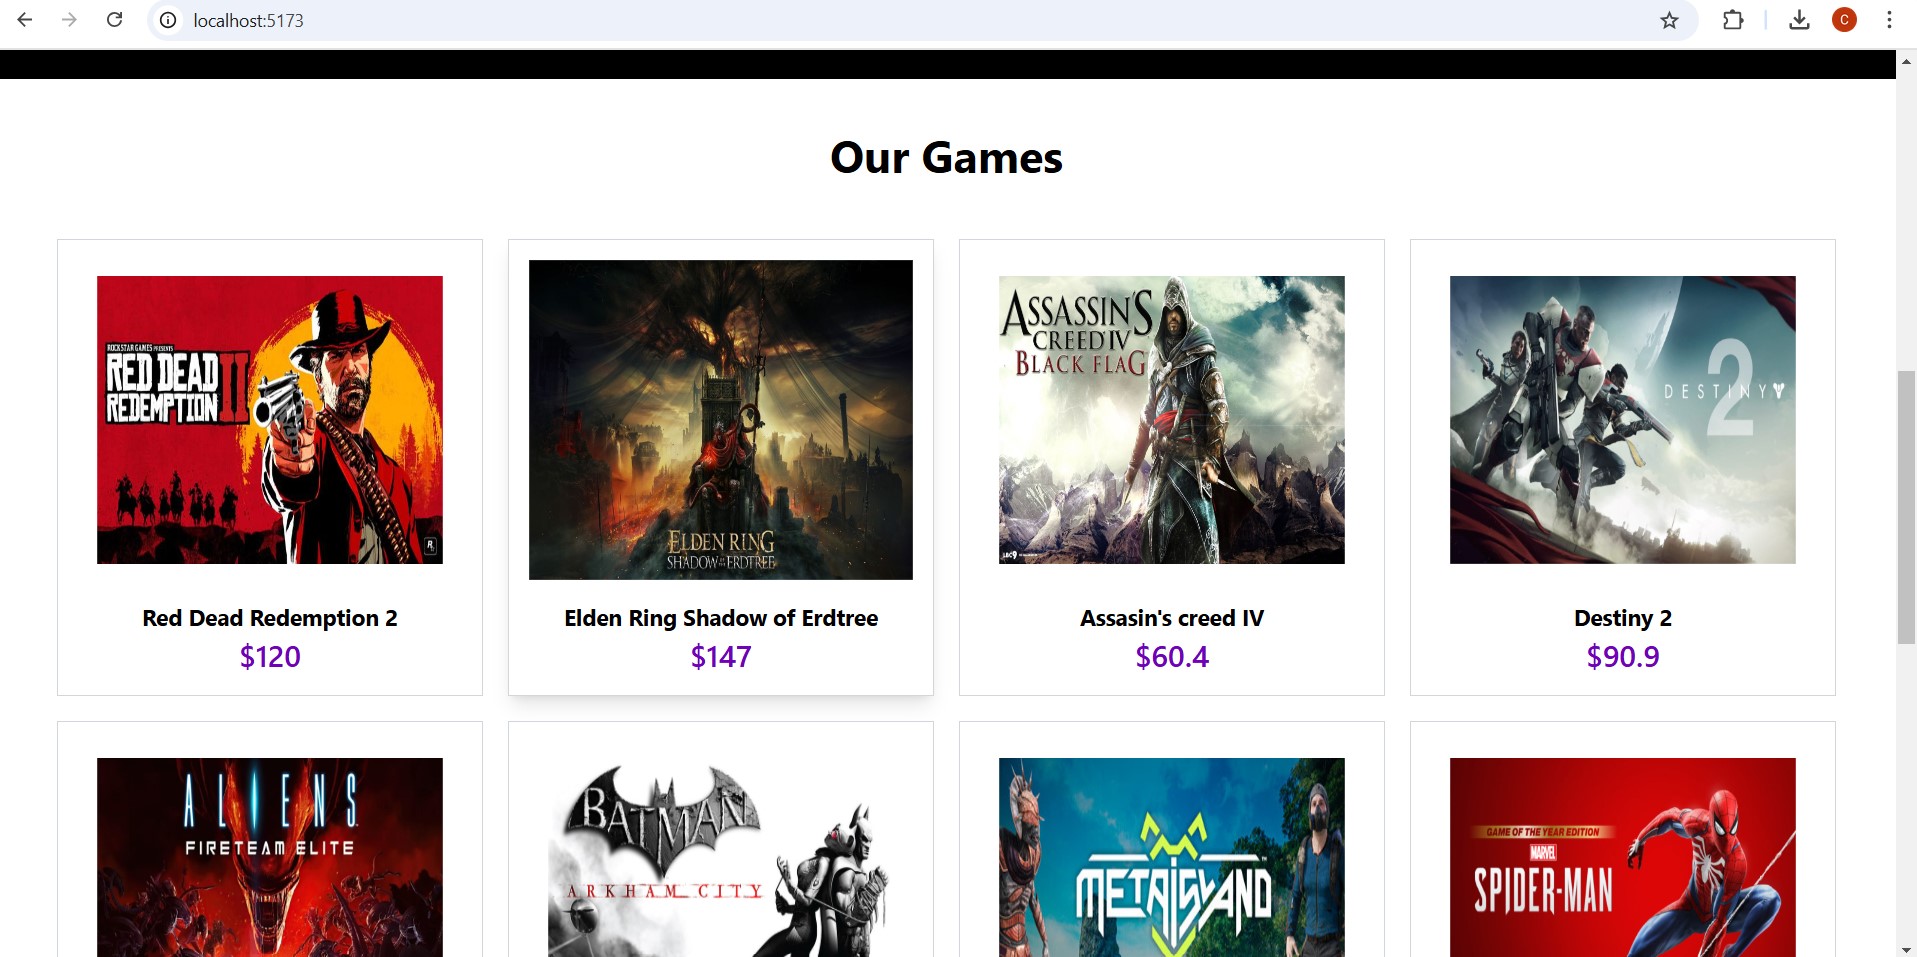 localhost:5173
C
Our Games
ROCKSTAR GAMES PRESENTS
RED DEAD
REDEMPTION II
R
ELDEN RING
SHADOW OF THE ERDTREE
ASSASSIN'S
CREED IV
BLACK FLAG
2
DESTINY
Red Dead Redemption 2
Elden Ring Shadow of Erdtree
Assasin's creed IV
Destiny 2
$120
$147
$60.4
$90.9
ALIENS
FIRETEAM ELITE
BATMAN
ARKHAM CITY
METAISLAND
GAME OF THE YEAR EDITION
MARVEL
SPIDER-MAN